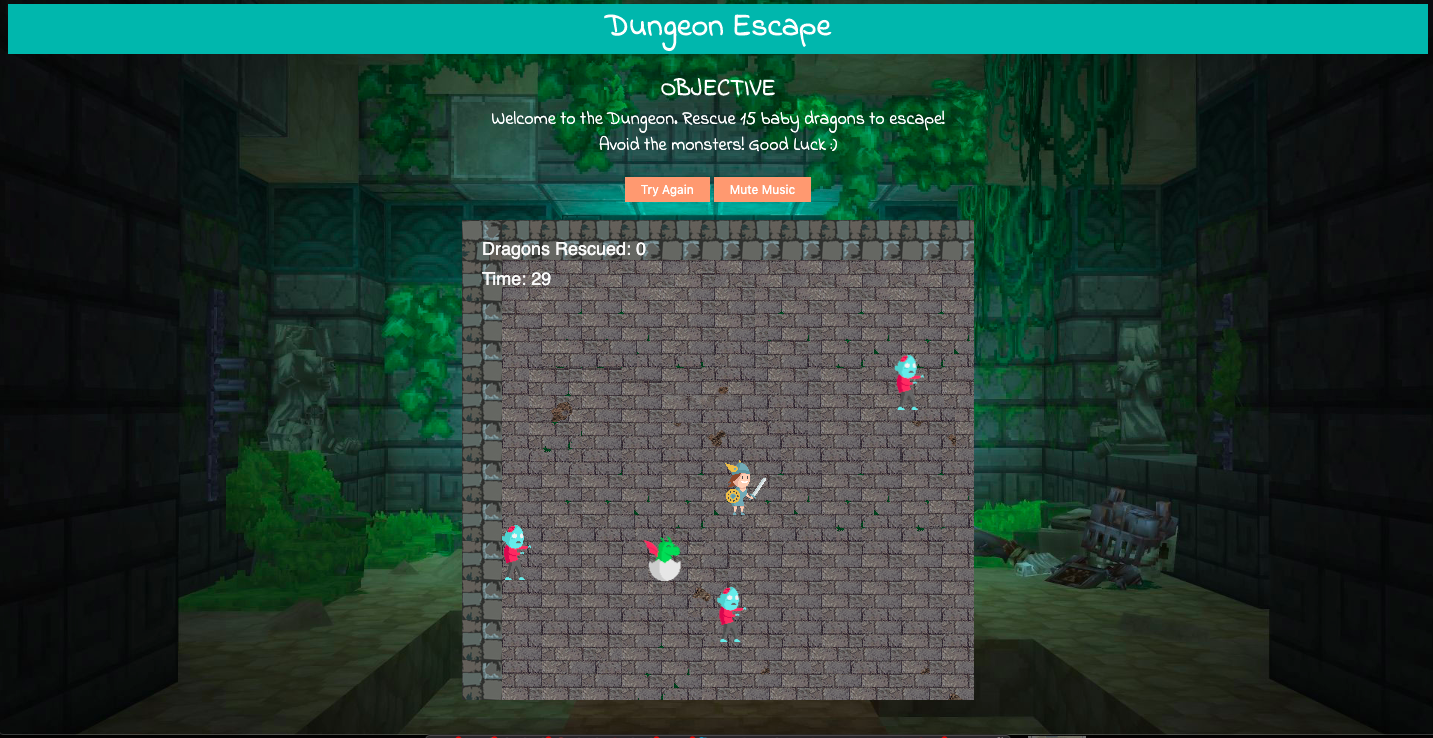 Dungeon Escape
OBJECTIVE
Welcome to the Dungeon. Rescue 15 baby dragons to escape!
Avoid the monsters! Good Luck :)
Try Again
Mute Music
Dragons Rescued: 0
Time: 29